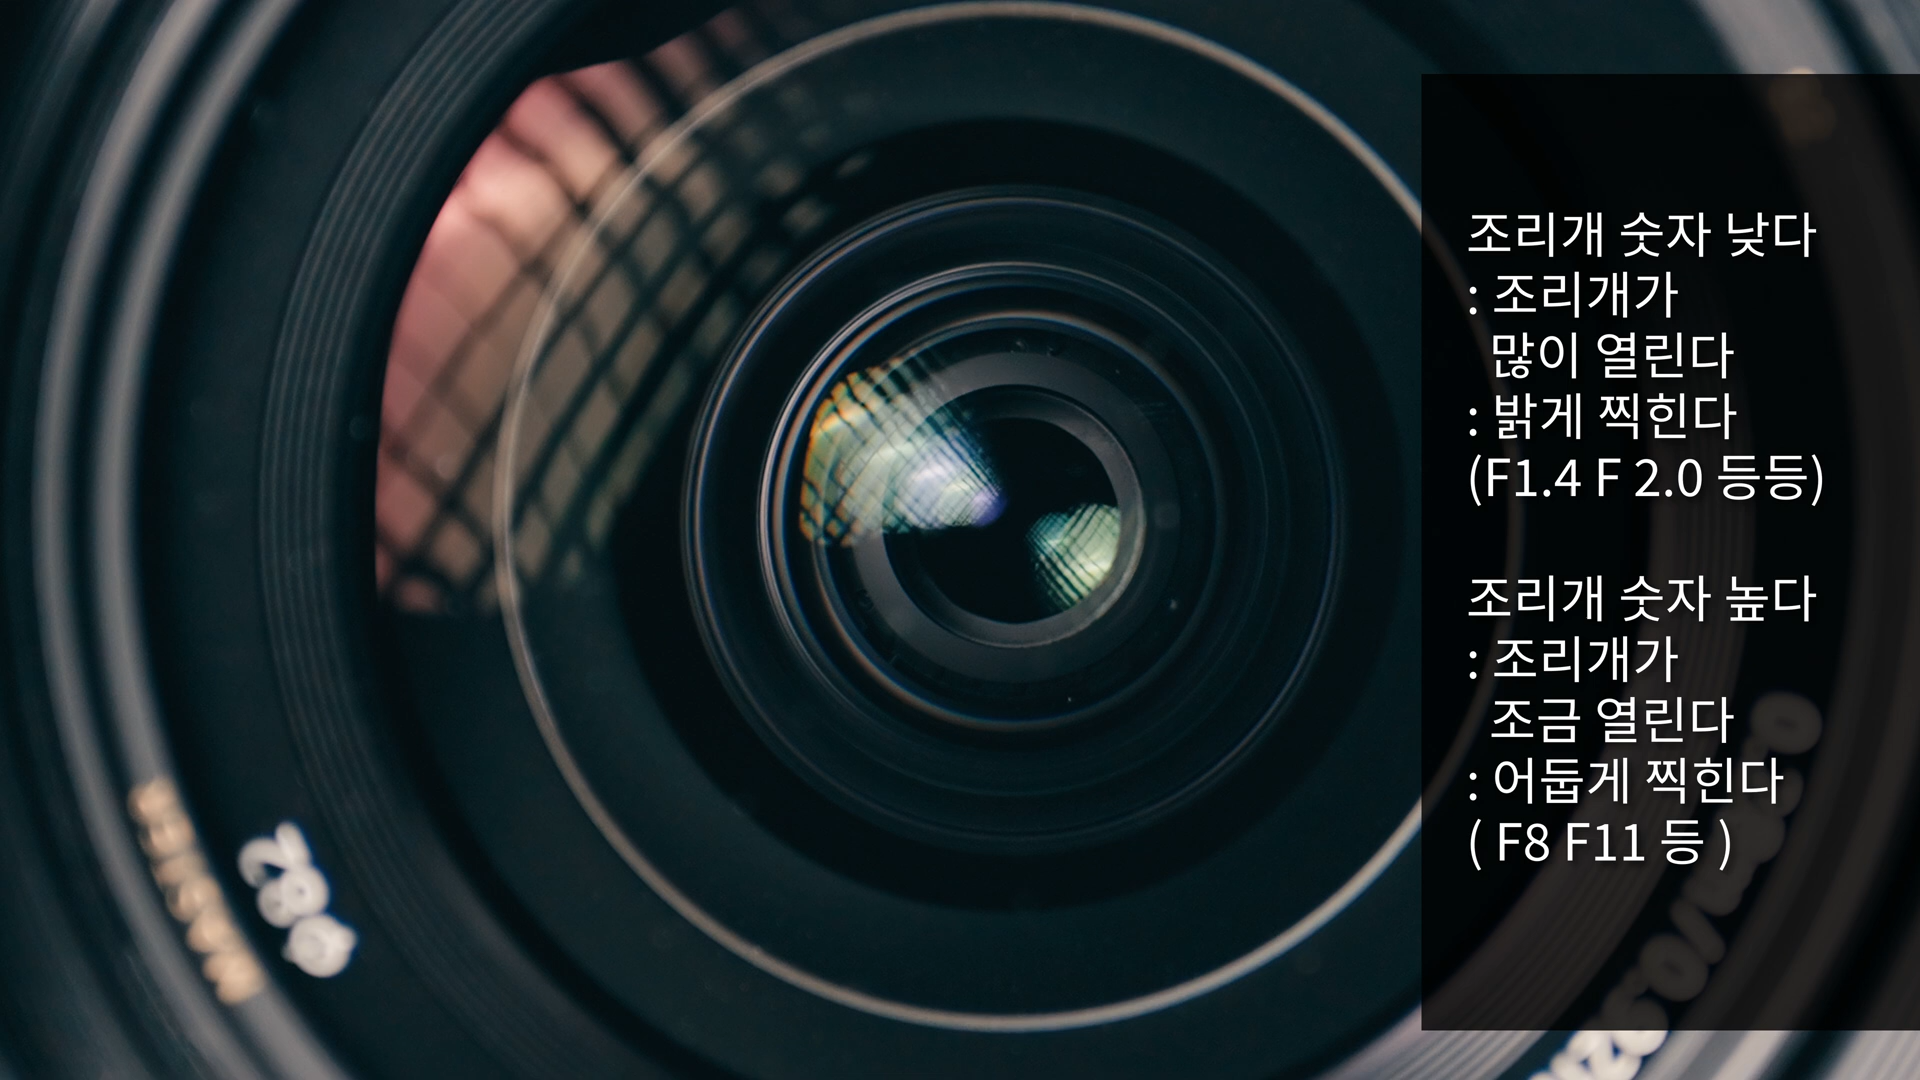 조리개 숫자 낮다
: 조리개가
많이 열린다
: 밝게 찍힌다
(F1.4 F 2.0 등등)
조리개 숫자 높다
: 조리개가
조금 열린다
: 어둡게 찍힌다
( F8 F11 등 )